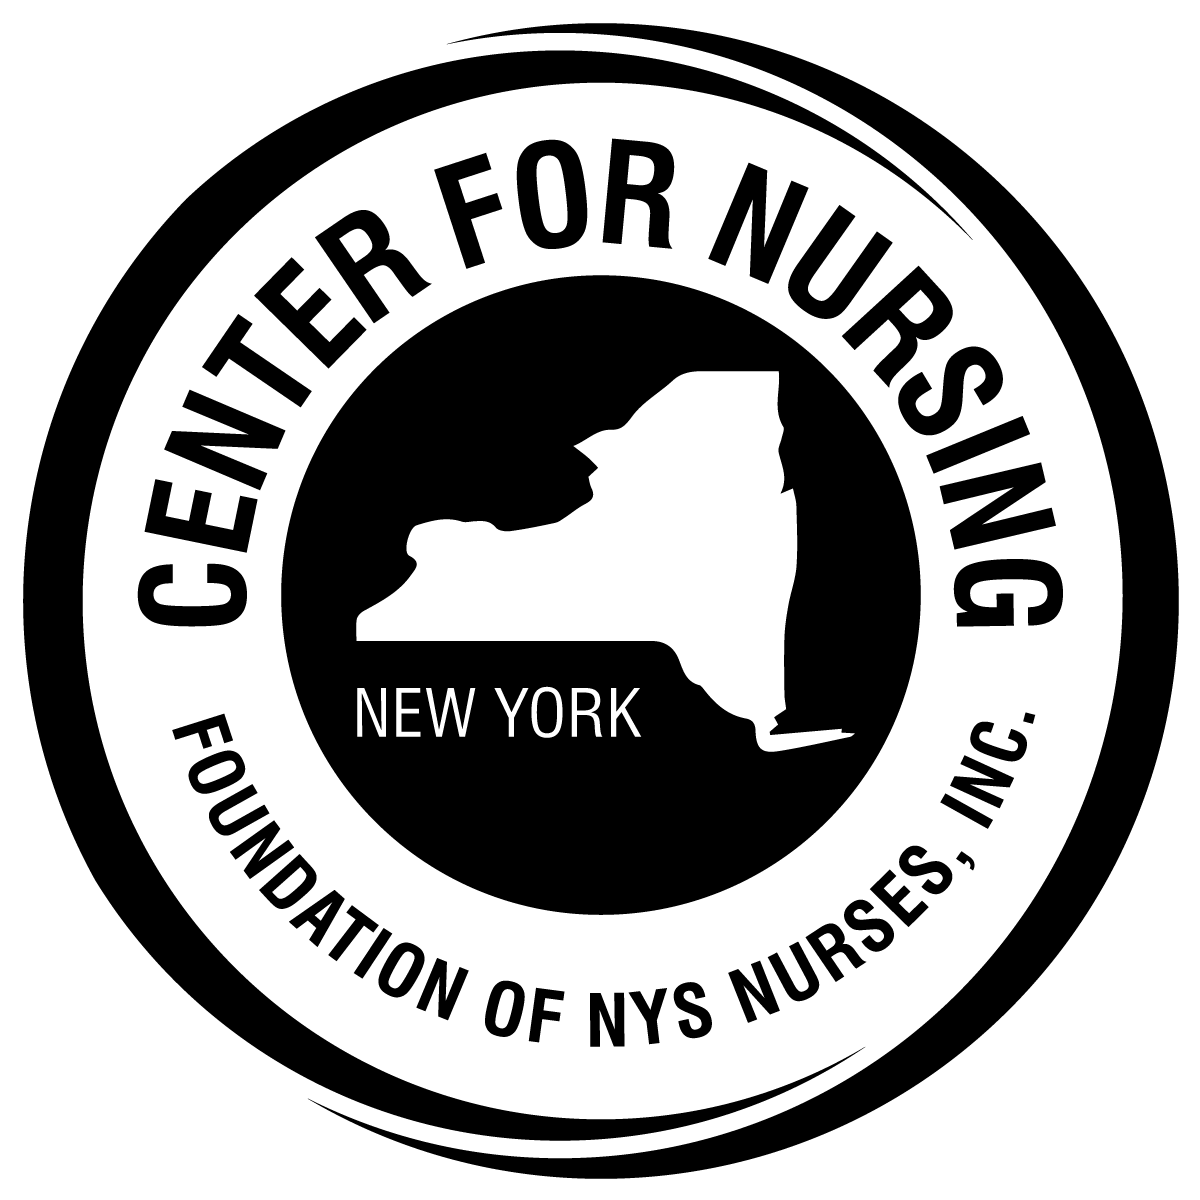 CENTER FOR NURSING
NEW YORK
FOUNDATION OF NYS NURSES, INC.